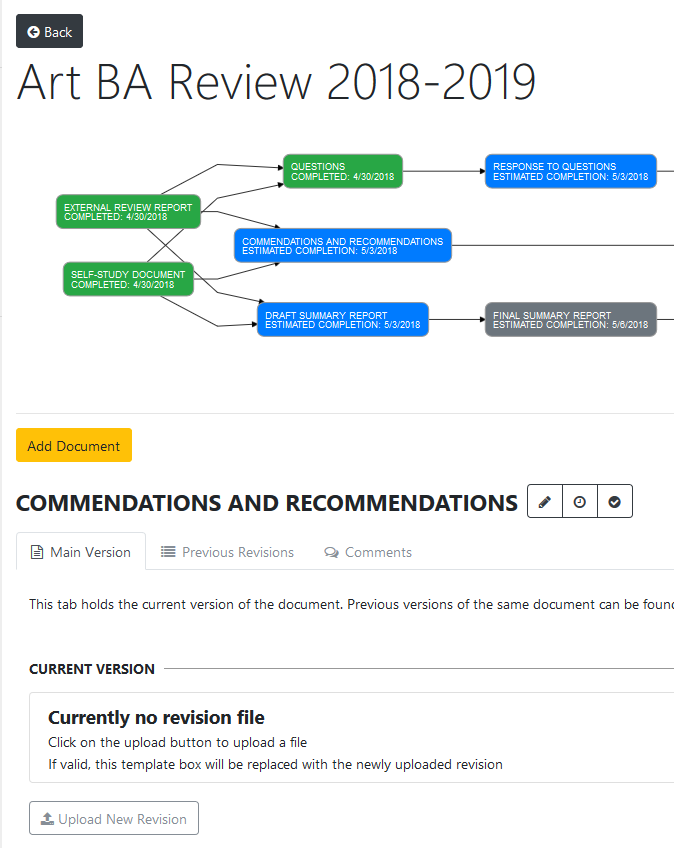 Back
Art BA Review 2018-2019
QUESTIONS
COMPLETED: 4/30/2018
RESPONSE TO QUESTIONS
ESTIMATED COMPLETION: 5/3/2018
EXTERNAL REVIEW REPORT
COMPLETED: 4/30/2018
COMMENDATIONS AND RECOMMENDATIONS
ESTIMATED COMPLETION: 5/3/2018
SELF-STUDY DOCUMENT
COMPLETED: 4/30/2018
DRAFT SUMMARY REPORT
ESTIMATED COMPLETION: 5/3/2018
FINAL SUMMARY REPORT
ESTIMATED COMPLETION: 5/6/2018
Add Document
COMMENDATIONS AND RECOMMENDATIONS
Main Version Previous Revisions Comments
This tab holds the current version of the document. Previous versions of the same document can be found
CURRENT VERSION
Currently no revision file
Click on the upload button to upload a file
If valid, this template box will be replaced with the newly uploaded revision
Upload New Revision